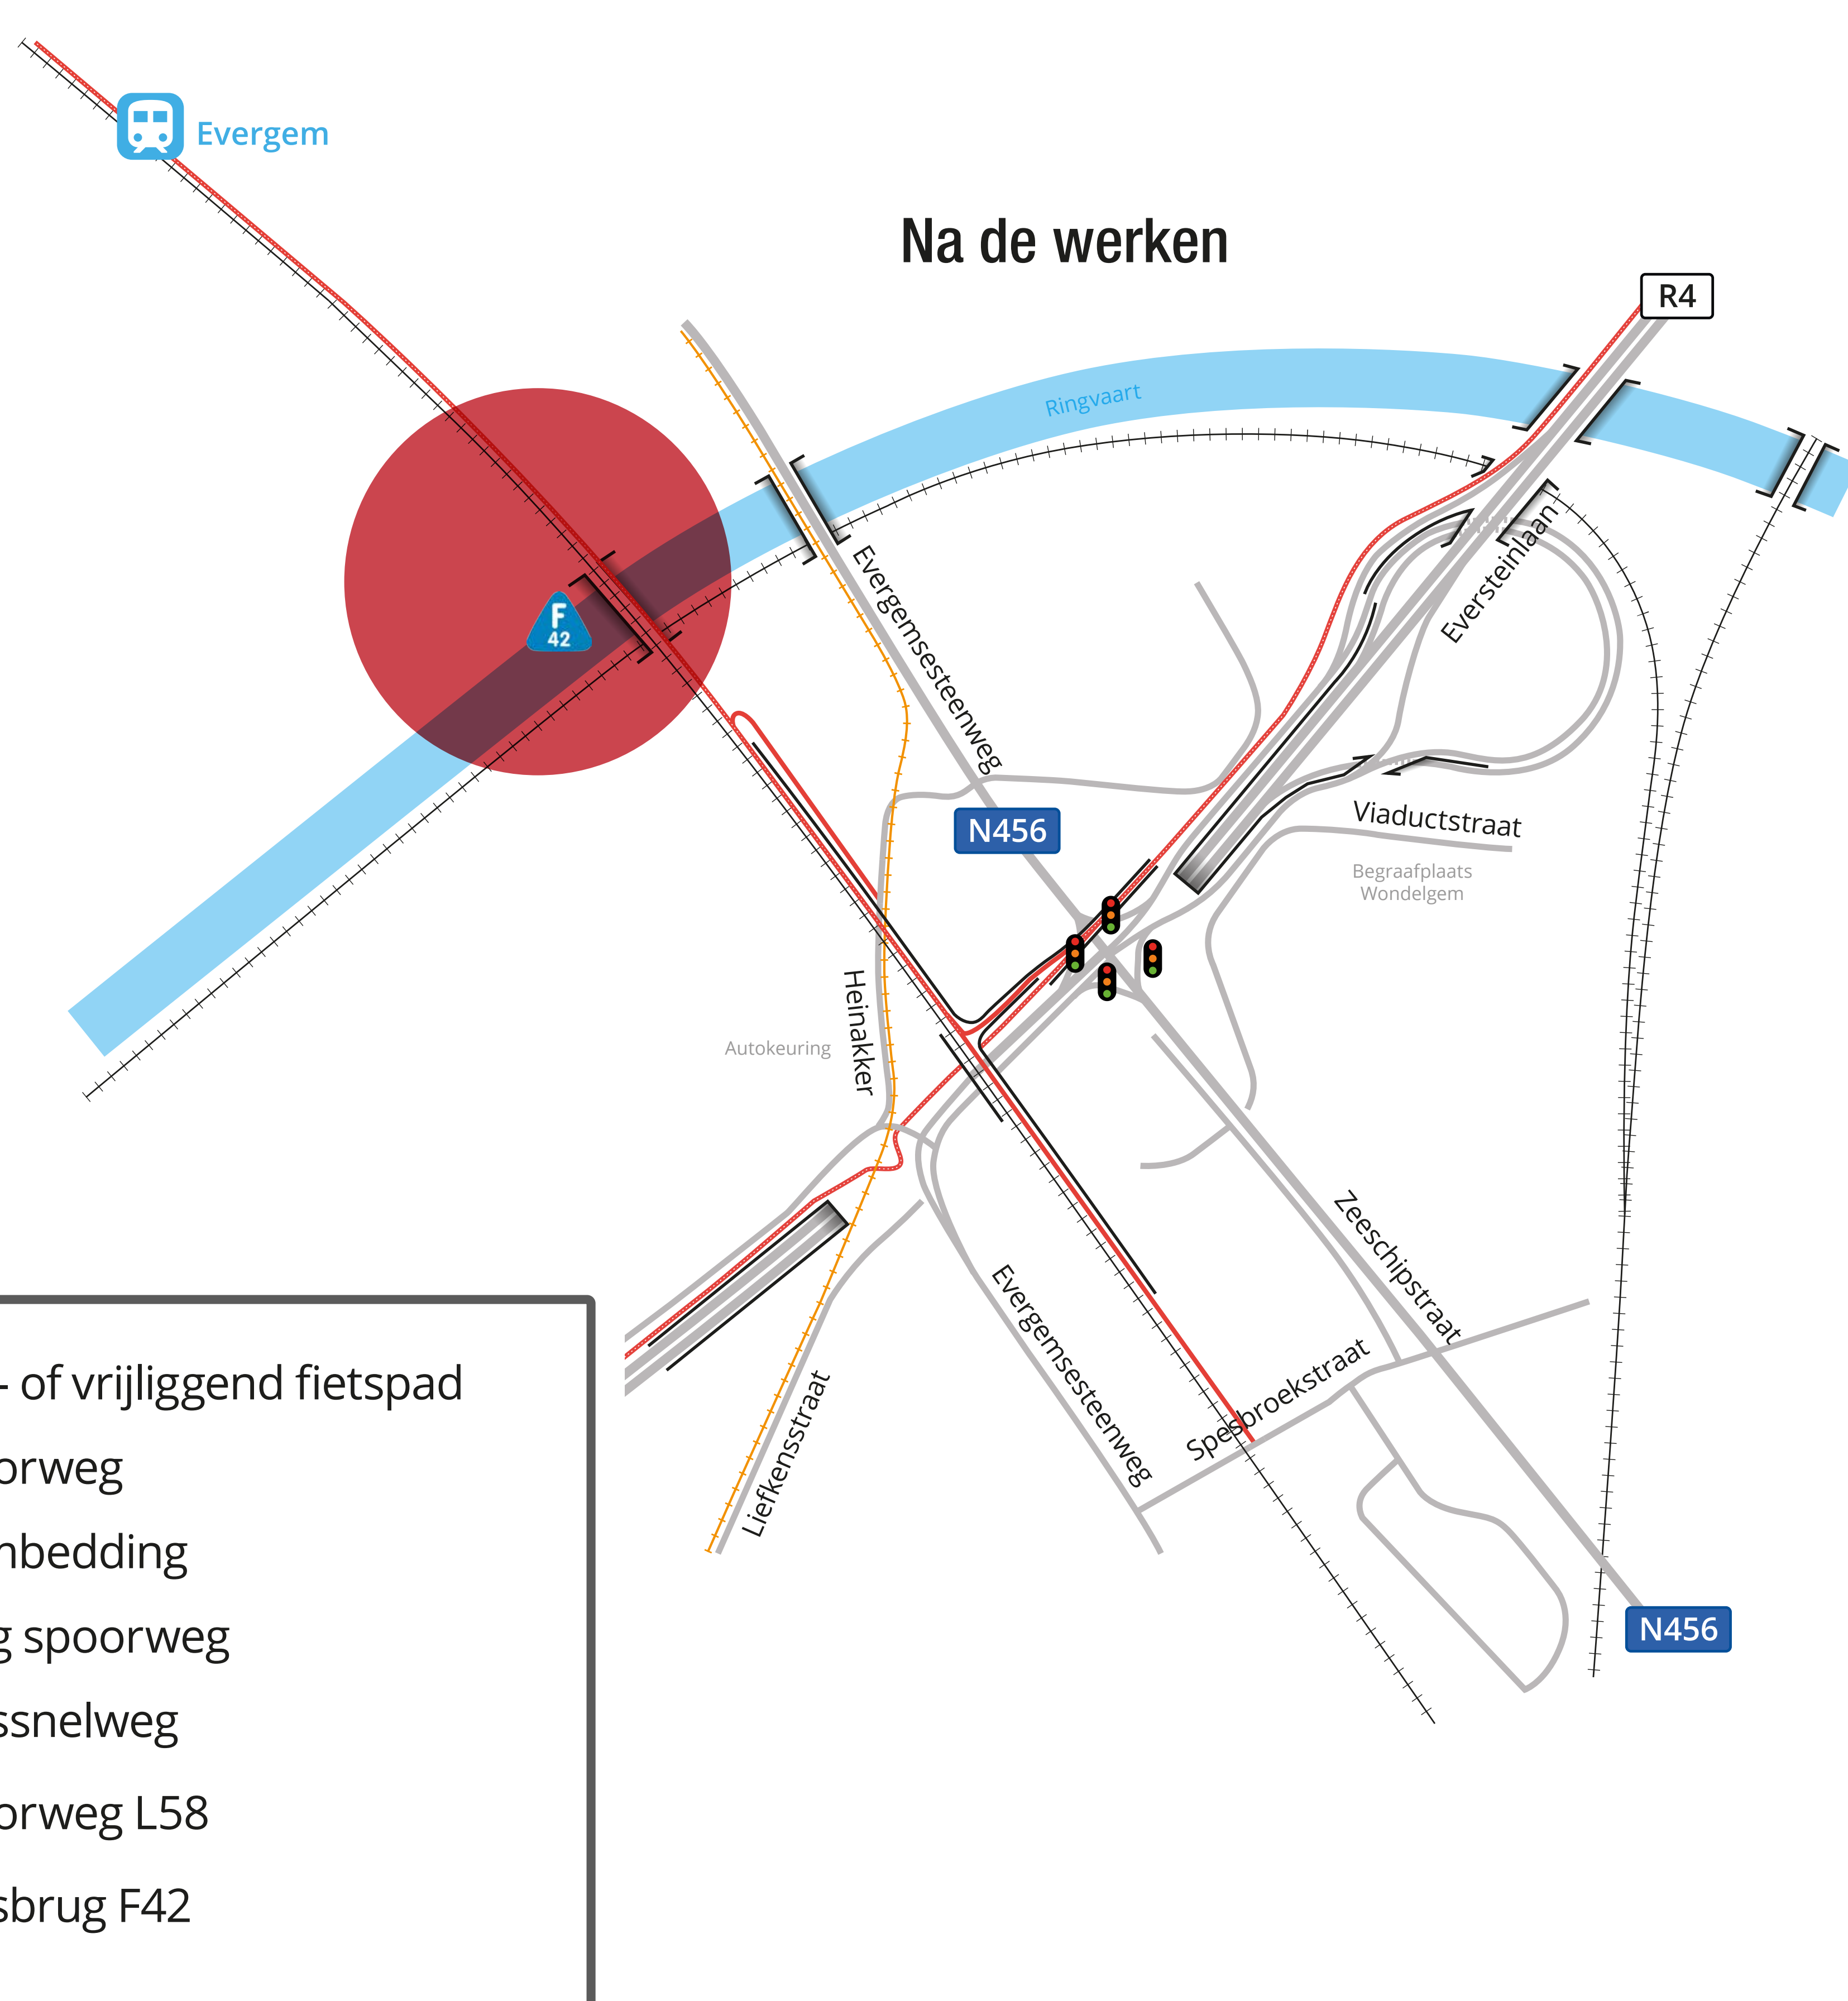 Evergem
Na de werken
R4
Ringvaart
Evergemsesteenweg
Eversteinlaan
F
42
N456
Viaductstraat
Begraafplaats
Wondelgem
Heinakker
Autokeuring
Zeeschipstraat
Evergemsesteenweg
Spesbroekstraat
Liefkensstraat
N456
- of vrijliggend fietspad
orweg
nbedding
g spoorweg
ssnelweg
orweg L58
sbrug F42